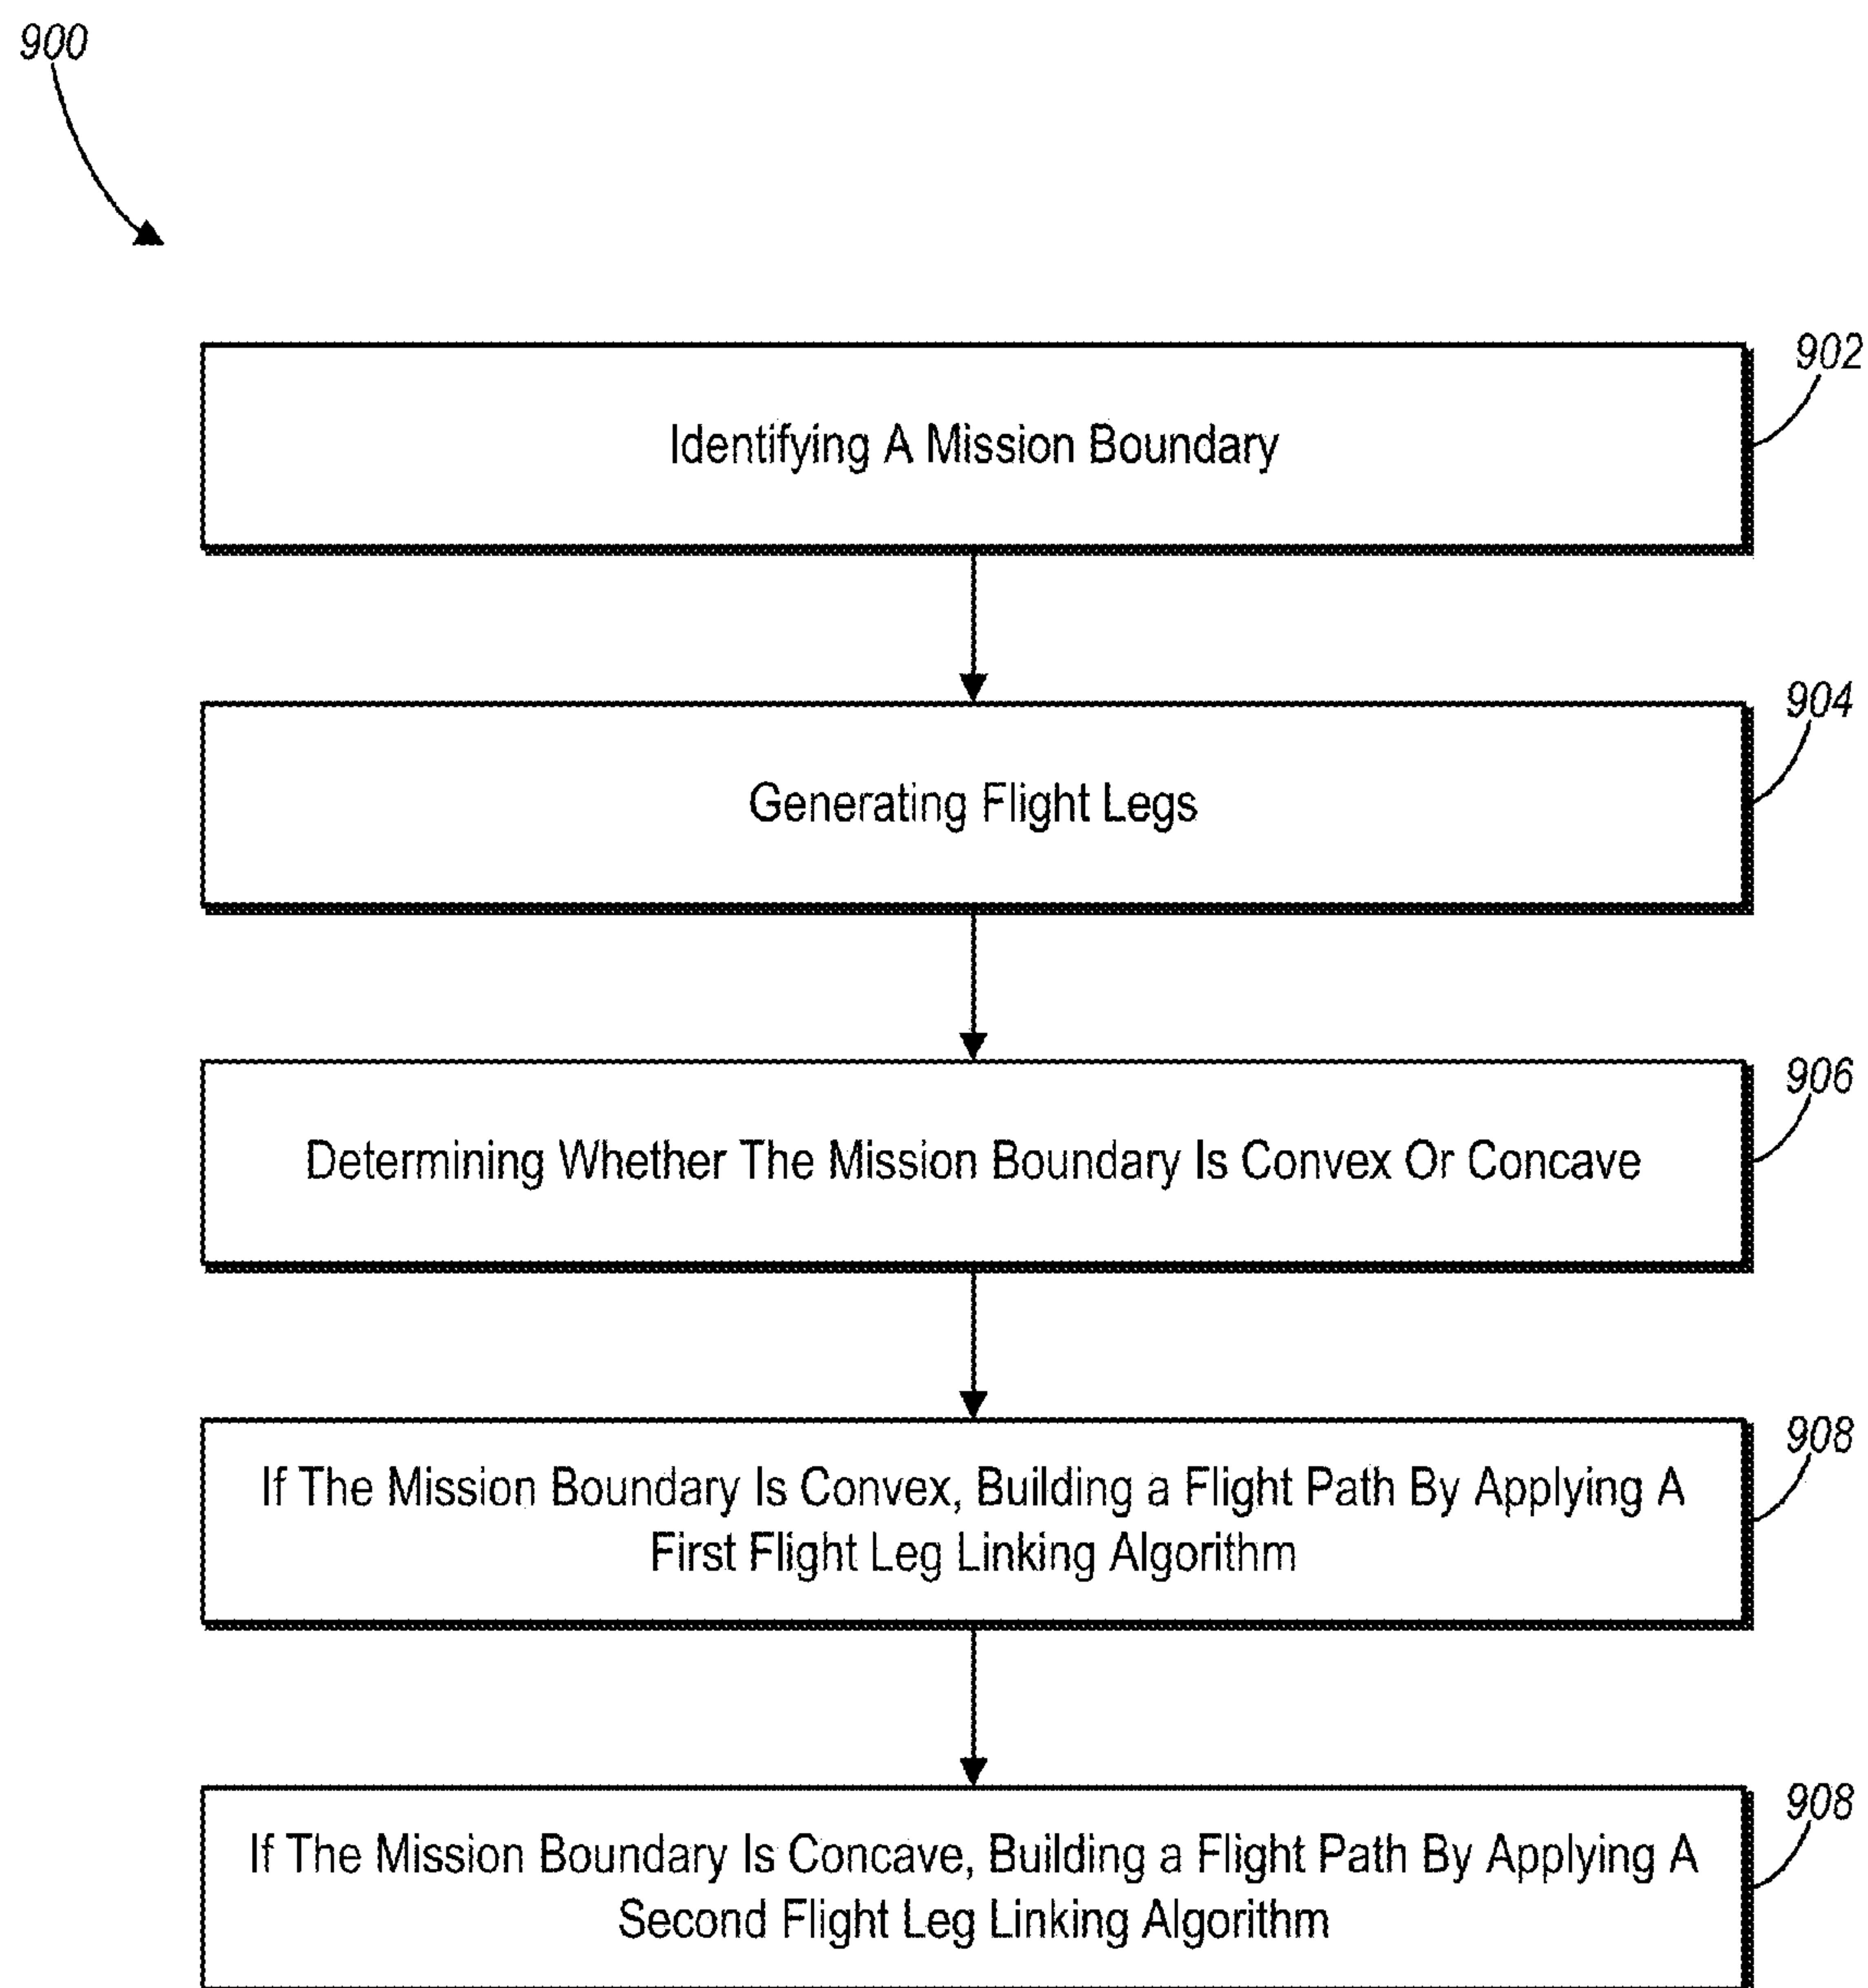 900
902
Identifying A Mission Boundary
904
Generating Flight Legs
906
Determining Whether The Mission Boundary Is Convex Or Concave
908
If The Mission Boundary Is Convex, Building a Flight Path By Applying A
First Flight Leg Linking Algorithm
908
If The Mission Boundary Is Concave, Building a Flight Path By Applying A
Second Flight Leg Linking Algorithm